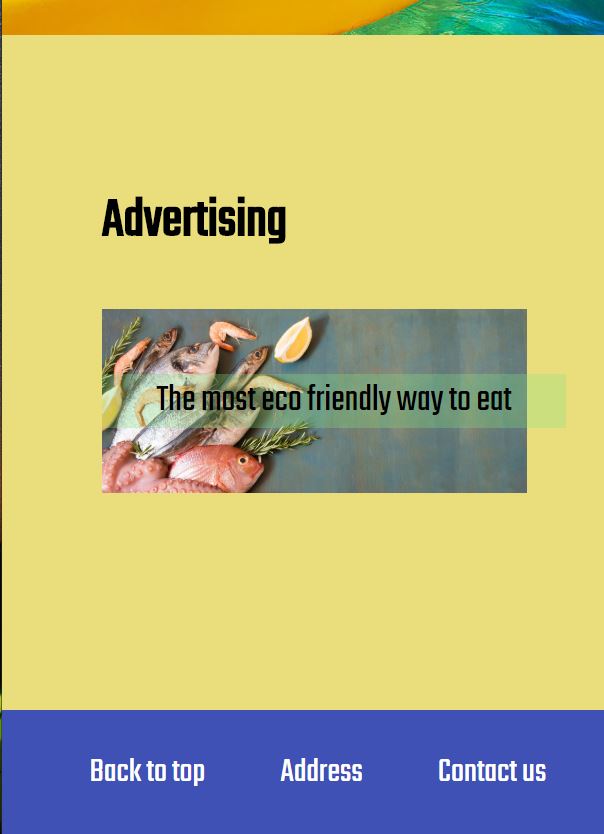 Advertising
The most eco friendly way to eat
Back to top
Address
Contact us